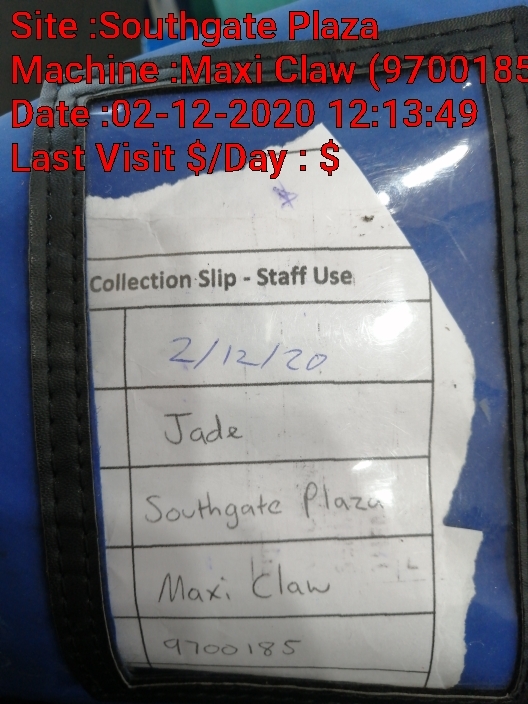 Site :Southgate Plaza
Machine :Maxi Claw (9700185
Date :02-12-2020 12:13:49
Last Visit $/Day : $
Collection Slip - Staff Use
2/12/20
Jade
Southgate Plaza
Maxi Claw
9700185